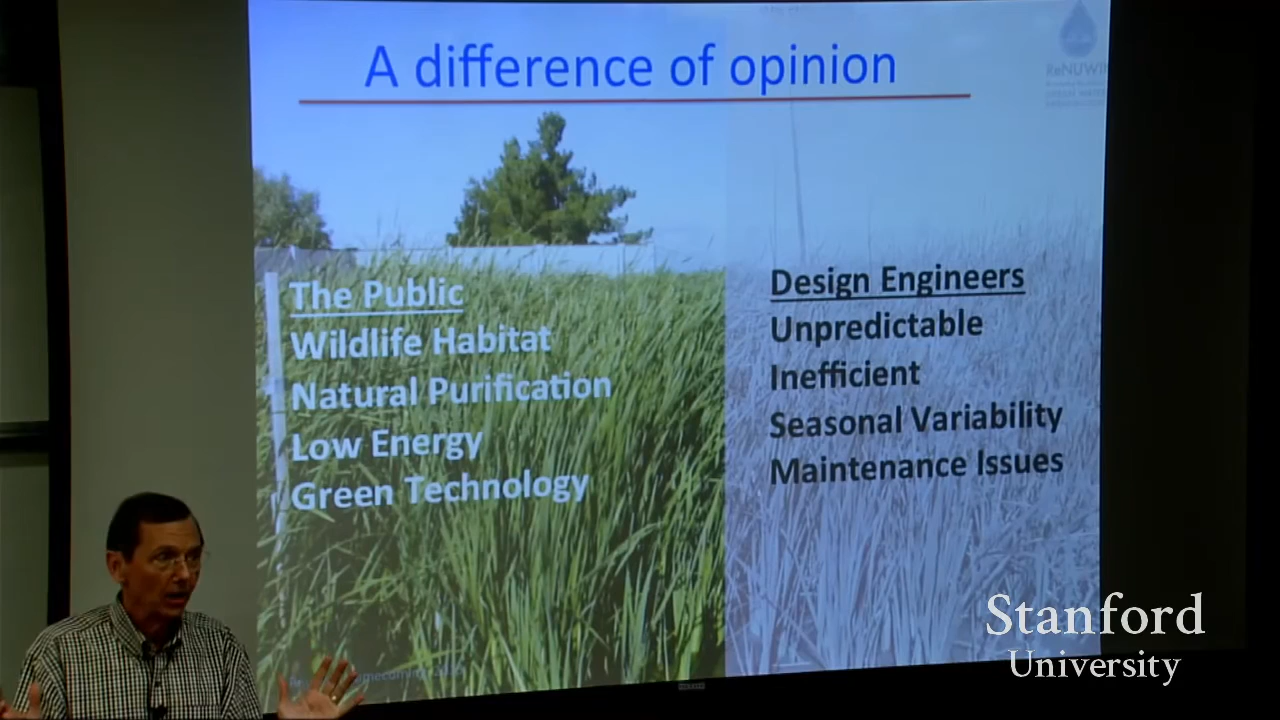 A difference of opinion
ReNUWIt
The Public
Wildlife Habitat
Natural Purification
Low Energy
Green Technology
Design Engineers
Unpredictable
Inefficient
Seasonal Variability
Maintenance Issues
Stanford
University